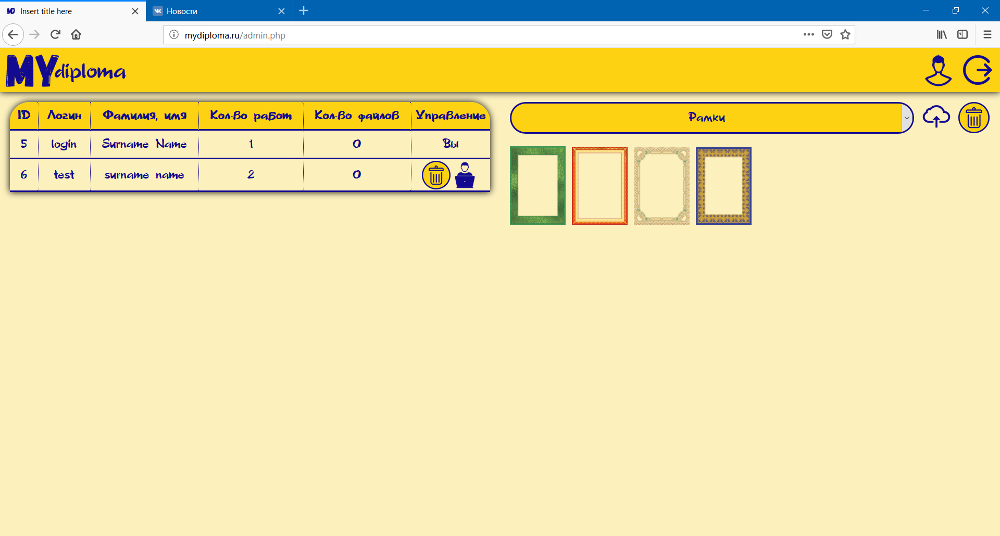 Insert title here
Новости
mydiploma.ru/admin.php
MYdiploma
ID Логин Фамилия, имя Кол-во работ Кол-во файлов Управление
5 login Surname Name 1 0 Вы
6 test surname name 2 0
Рамки